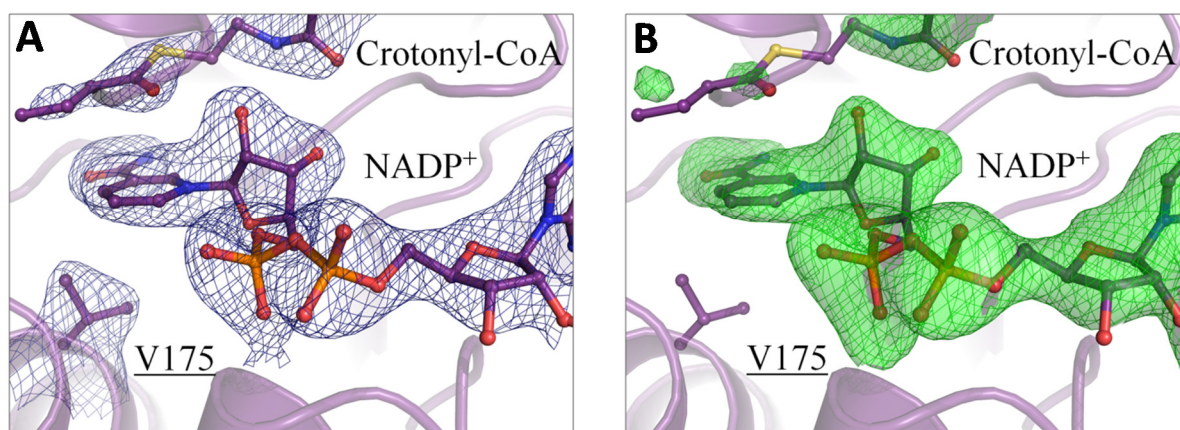 A
Crotonyl-CoA
NADP⁺
V175
B
Crotonyl-CoA
NADP⁺
V175